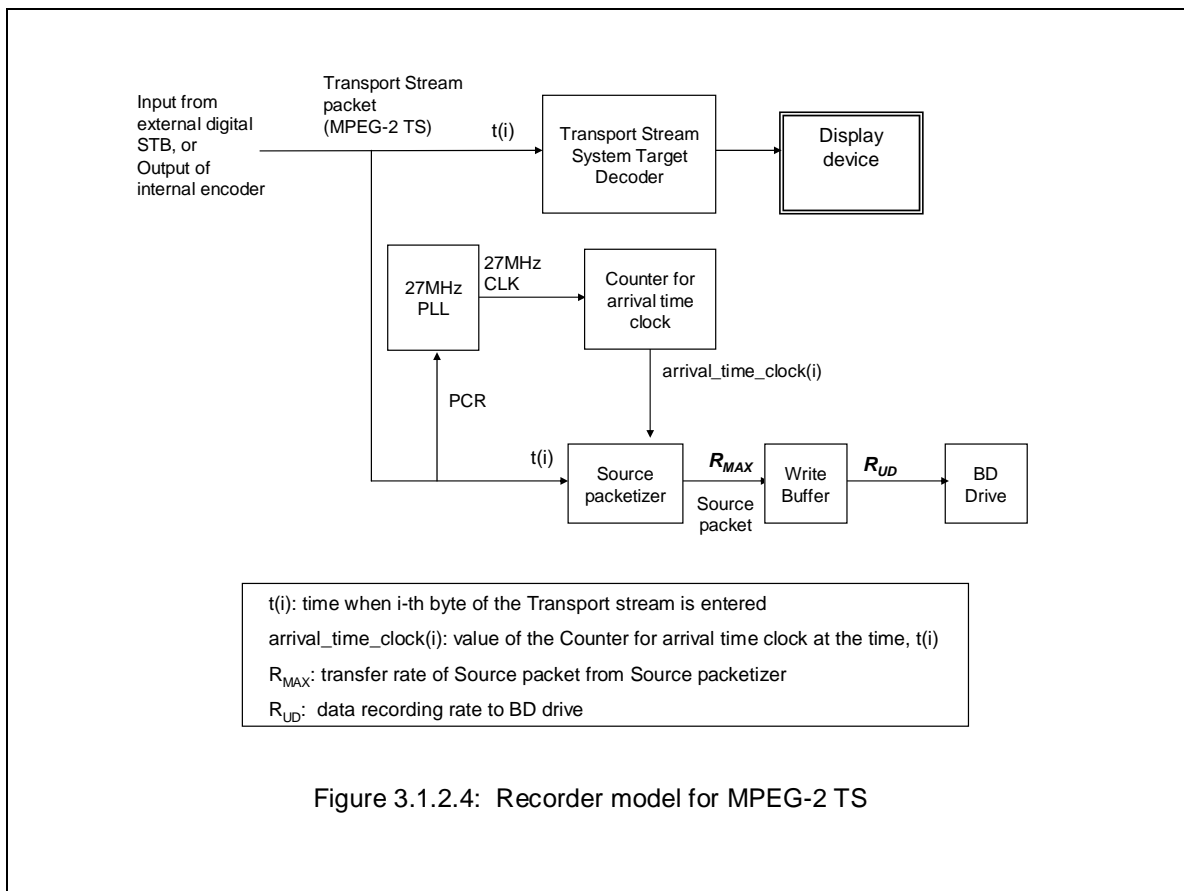 Transport Stream
packet
(MPEG-2 TS)
Input from
external digital
STB, or
Output of
internal encoder
t(i)
Transport Stream
System Target
Decoder
Display
device
27MHz
PLL
27MHz
CLK
Counter for
arrival time
clock
arrival_time_clock(i)
PCR
t(i)
Source
packetizer
R_MAX
Source
packet
Write
Buffer
R_UD
BD
Drive
t(i): time when i-th byte of the Transport stream is entered
arrival_time_clock(i): value of the Counter for arrival time clock at the time, t(i)
R_MAX: transfer rate of Source packet from Source packetizer
R_UD: data recording rate to BD drive
Figure 3.1.2.4: Recorder model for MPEG-2 TS